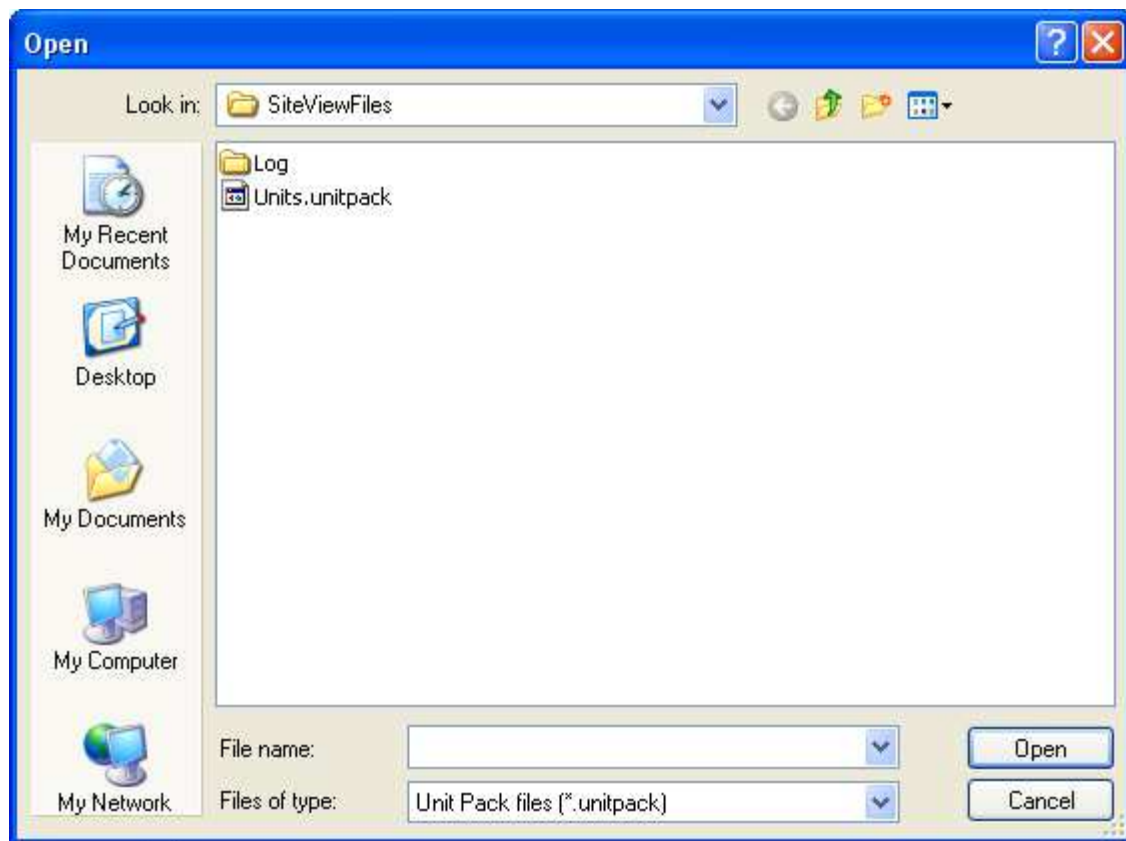 Open
Look in:
SiteViewFiles
Log
Units.unitpack
My Recent
Documents
Desktop
My Documents
My Computer
My Network
File name:
Open
Files of type:
Unit Pack files (*.unitpack)
Cancel